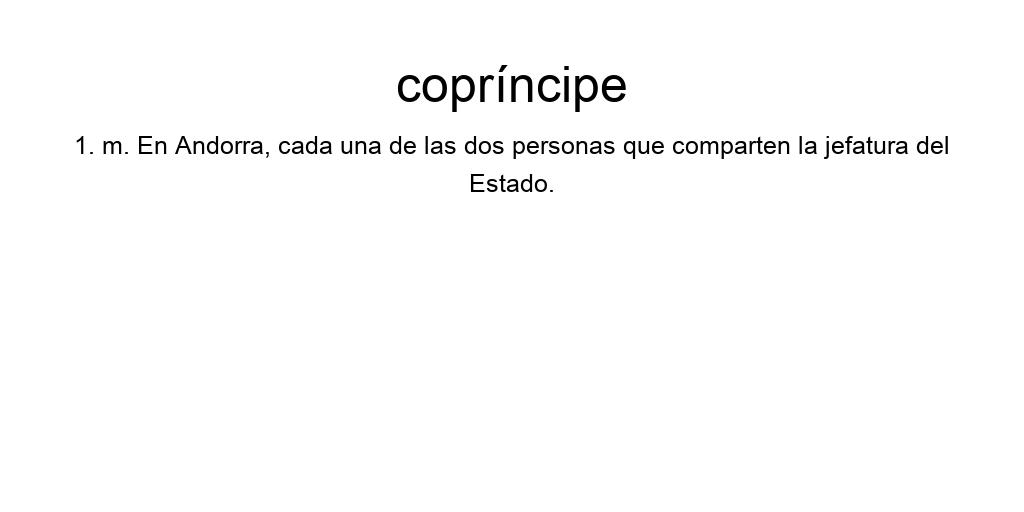 copríncipe
1. m. En Andorra, cada una de las dos personas que comparten la jefatura del
Estado.